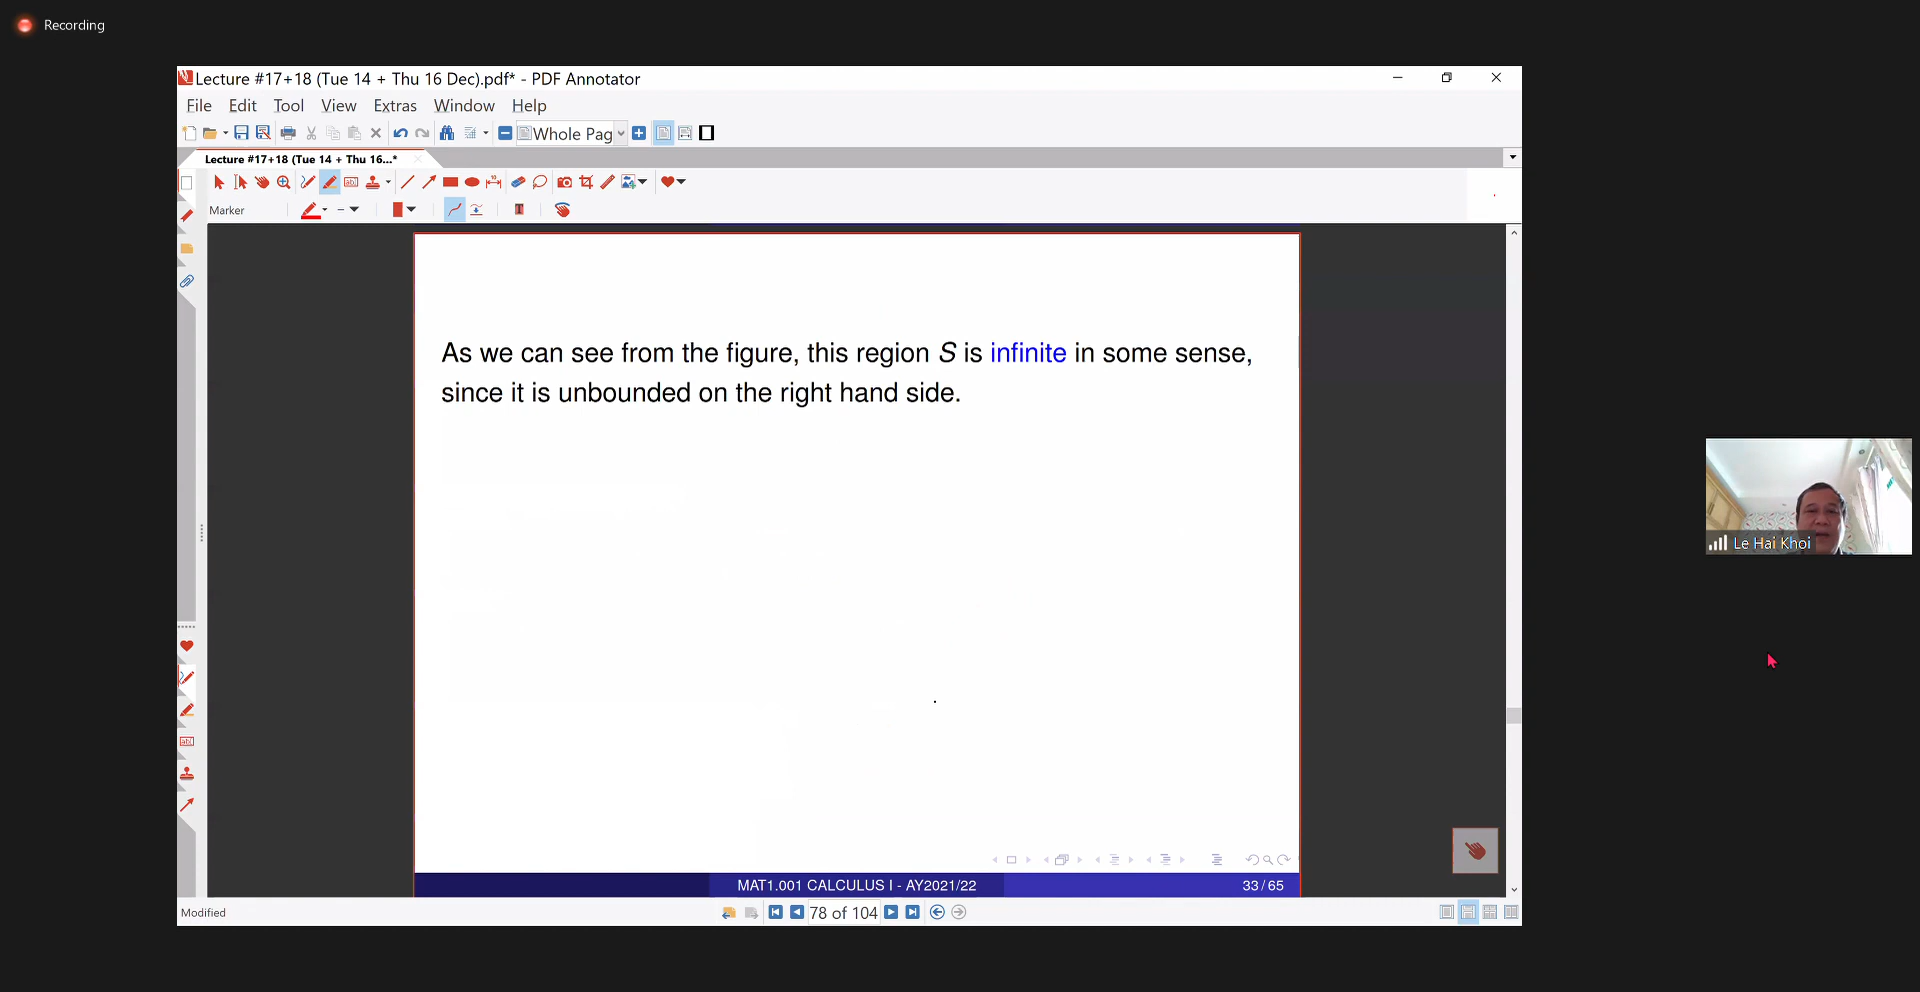 Recording
Lecture #17+18 (Tue 14 + Thu 16 Dec).pdf* - PDF Annotator
File Edit Tool View Extras Window Help
Whole Pag
Lecture #17+18 (Tue 14 + Thu 16...*
Marker
As we can see from the figure, this region S is infinite in some sense,
since it is unbounded on the right hand side.
Le Hai Khoi
MAT1.001 CALCULUS I - AY2021/22 33/65
Modified 78 of 104